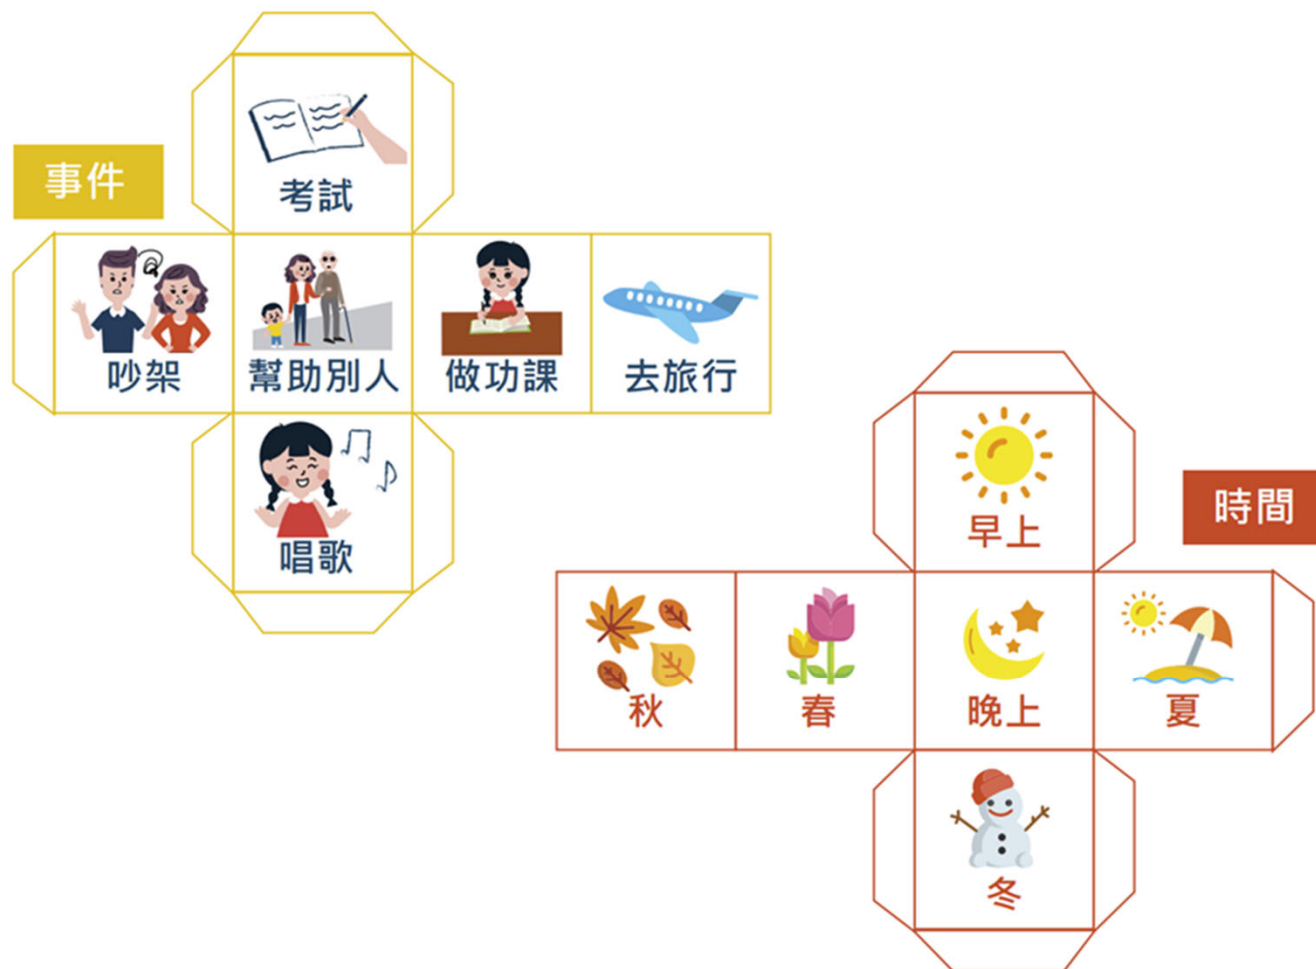 事件
考試
吵架
幫助別人
做功課
去旅行
唱歌
時間
早上
秋
春
晚上
夏
冬